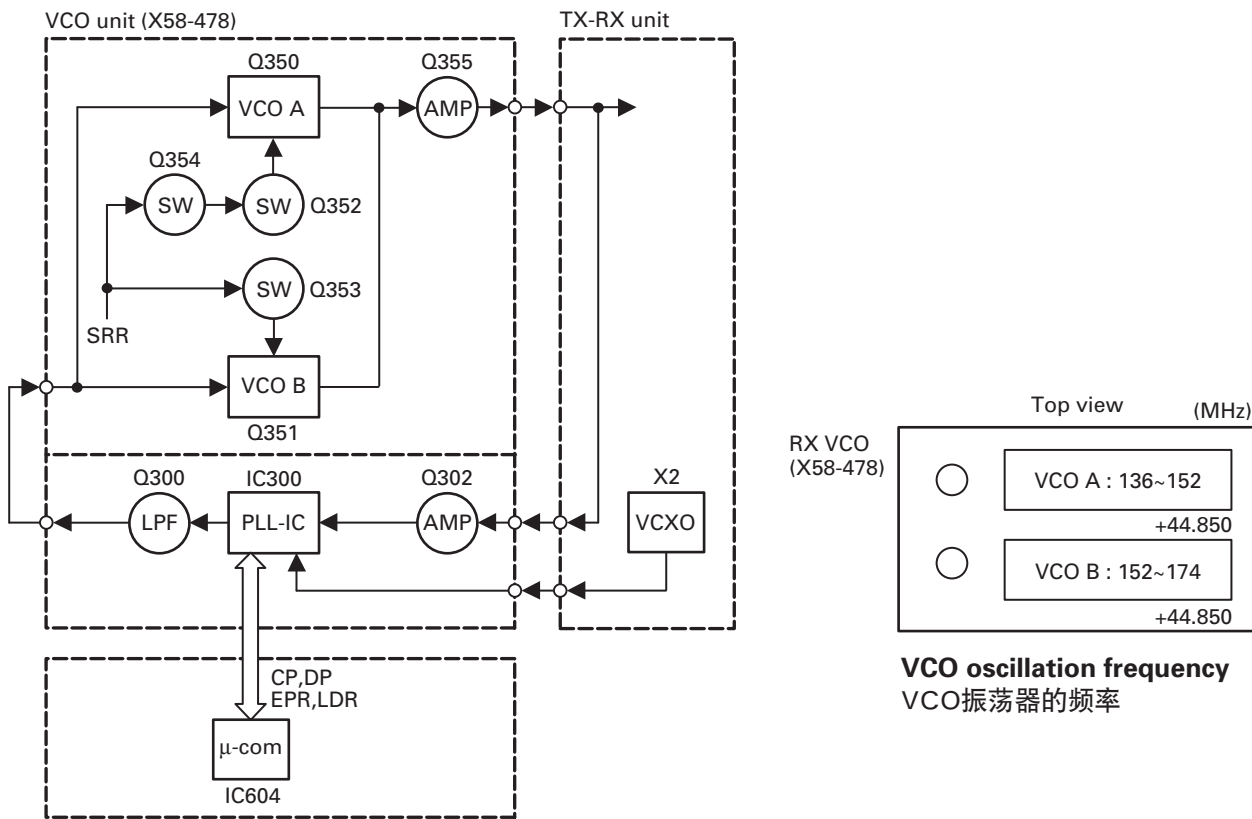 VCO unit (X58-478)
TX-RX unit
Q350
Q355
VCO A
AMP
Q354
SW
SW
Q352
SW
Q353
SRR
VCO B
Q351
Q300
IC300
Q302
X2
LPF
PLL-IC
AMP
VCXO
CP,DP
EPR,LDR
µ-com
IC604
Top view
(MHz)
RX VCO
(X58-478)
VCO A : 136~152
+44.850
VCO B : 152~174
+44.850
VCO oscillation frequency
VCO振荡器的频率